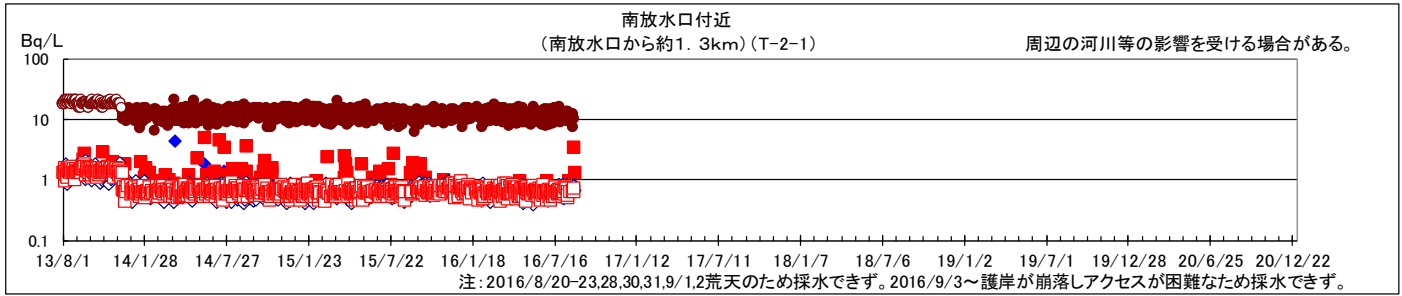 南放水口付近
Bq/L
(南放水口から約1.3km)(T-2-1)
周辺の河川等の影響を受ける場合がある。
100
10
1
0.1
13/8/1 14/1/28 14/7/27 15/1/23 15/7/22 16/1/18 16/7/16 17/1/12 17/7/11 18/1/7 18/7/6 19/1/2 19/7/1 19/12/28 20/6/25 20/12/22
注:2016/8/20-23,28,30,31,9/1,2荒天のため採水できず。2016/9/3~護岸が崩落しアクセスが困難なため採水できず。